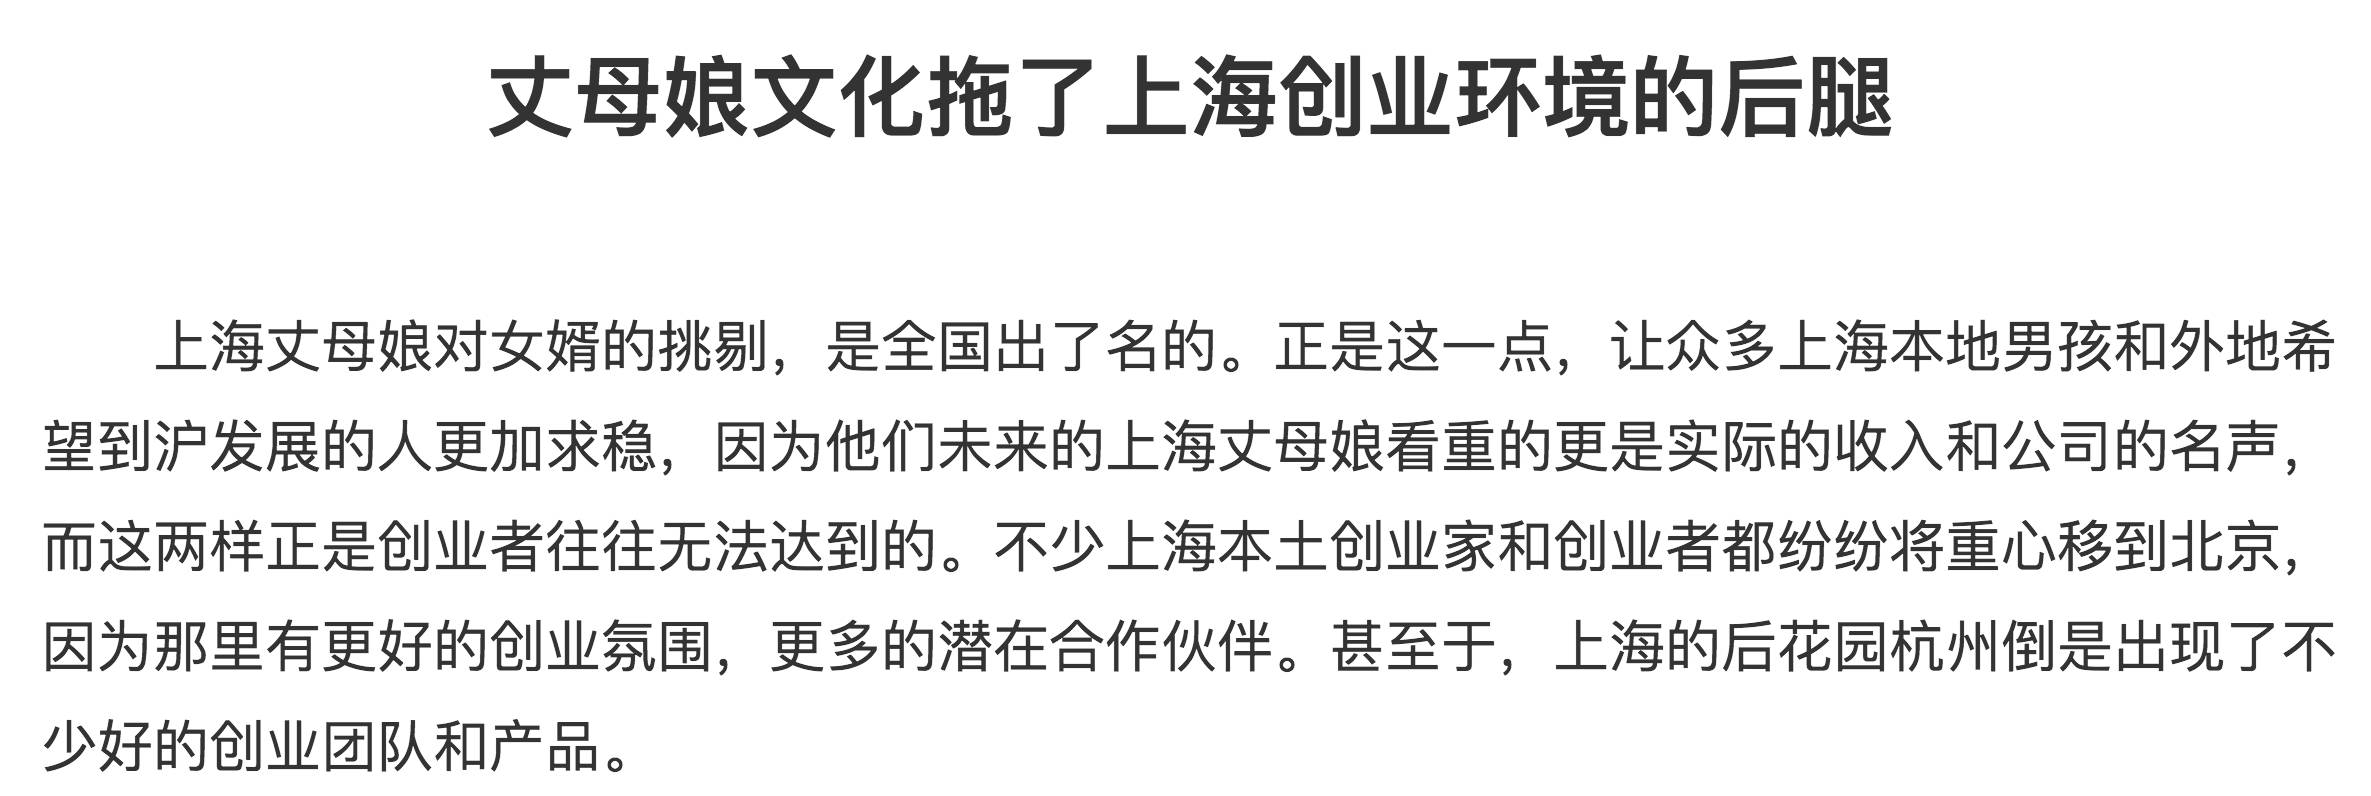 丈母娘文化拖了上海创业环境的后腿
上海丈母娘对女婿的挑剔，是全国出了名的。正是这一点，让众多上海本地男孩和外地希
望到沪发展的人更加求稳，因为他们未来的上海丈母娘看重的更是实际的收入和公司的名声，
而这两样正是创业者往往无法达到的。不少上海本土创业家和创业者都纷纷将重心移到北京，
因为那里有更好的创业氛围，更多的潜在合作伙伴。甚至于，上海的后花园杭州倒是出现了不
少好的创业团队和产品。